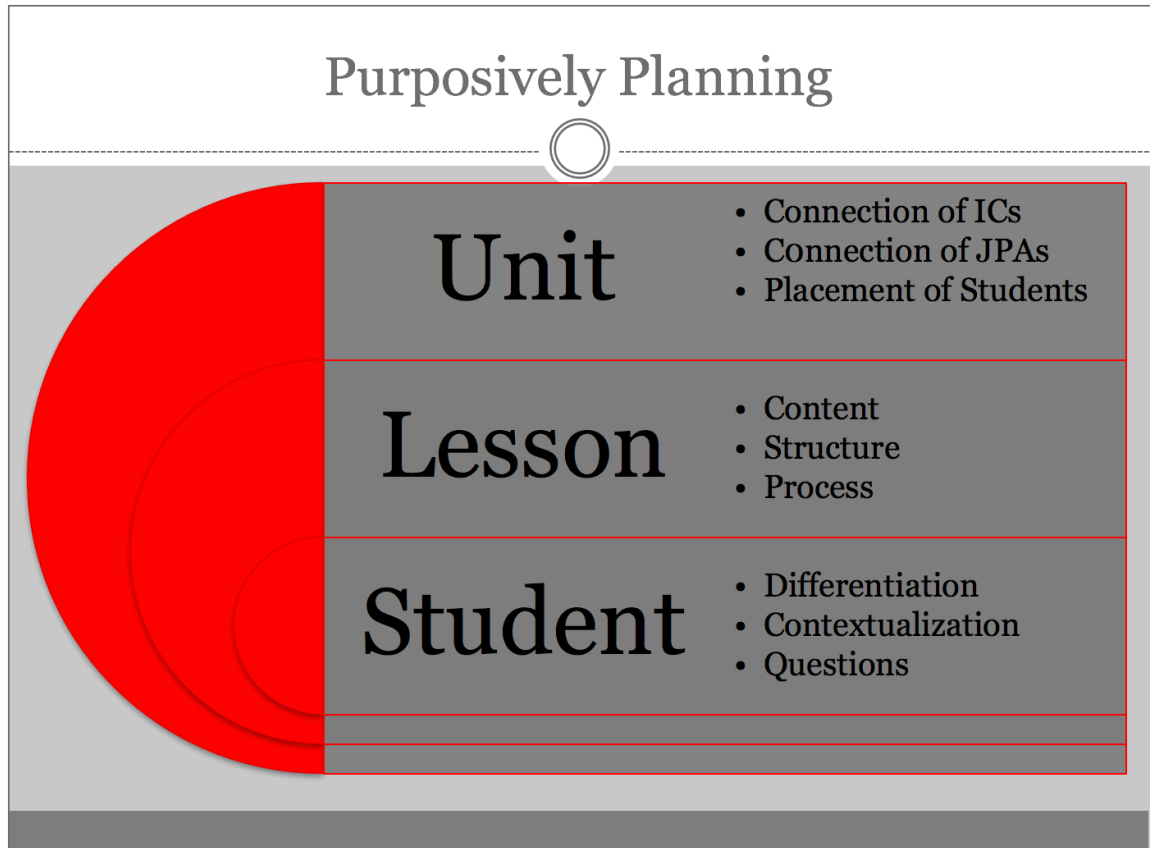 Purposively Planning
Unit
• Connection of ICs
• Connection of JPAs
• Placement of Students
Lesson
• Content
• Structure
• Process
Student
• Differentiation
• Contextualization
• Questions